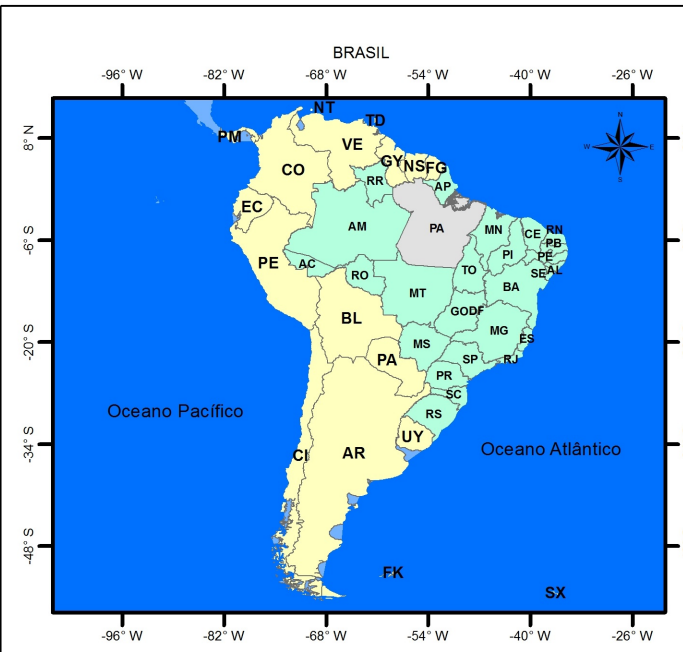 BRASIL
-96° W -82° W -68° W -54° W -40° W -26° W
NT
TD
8° N
PM
N
W E
S
VE
GY NS FG
CO
RR
AP
EC
AM
PA
MN
CE
RN
PB
-6° S
PE
AC
RO
TO
PI
PE
SE
AL
MT
BA
BL
GO DF
MG
ES
-20° S
MS
PA
SP
RJ
PR
SC
Oceano Pacífico
RS
UY
-34° S
CI
AR
Oceano Atlântico
-48° S
FK
SX
-96° W -82° W -68° W -54° W -40° W -26° W